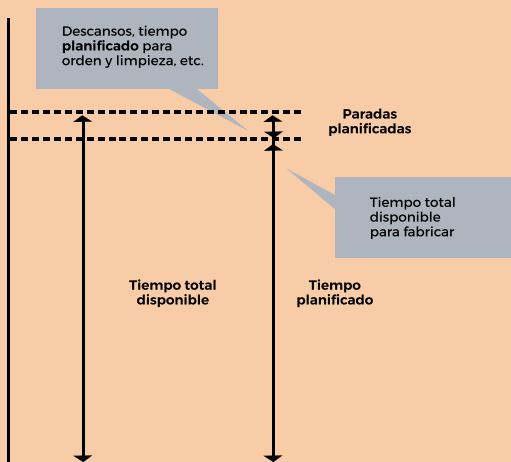 Descansos, tiempo
planificado para
orden y limpieza, etc.
Paradas
planificadas
Tiempo total
disponible
para fabricar
Tiempo total
disponible
Tiempo
planificado